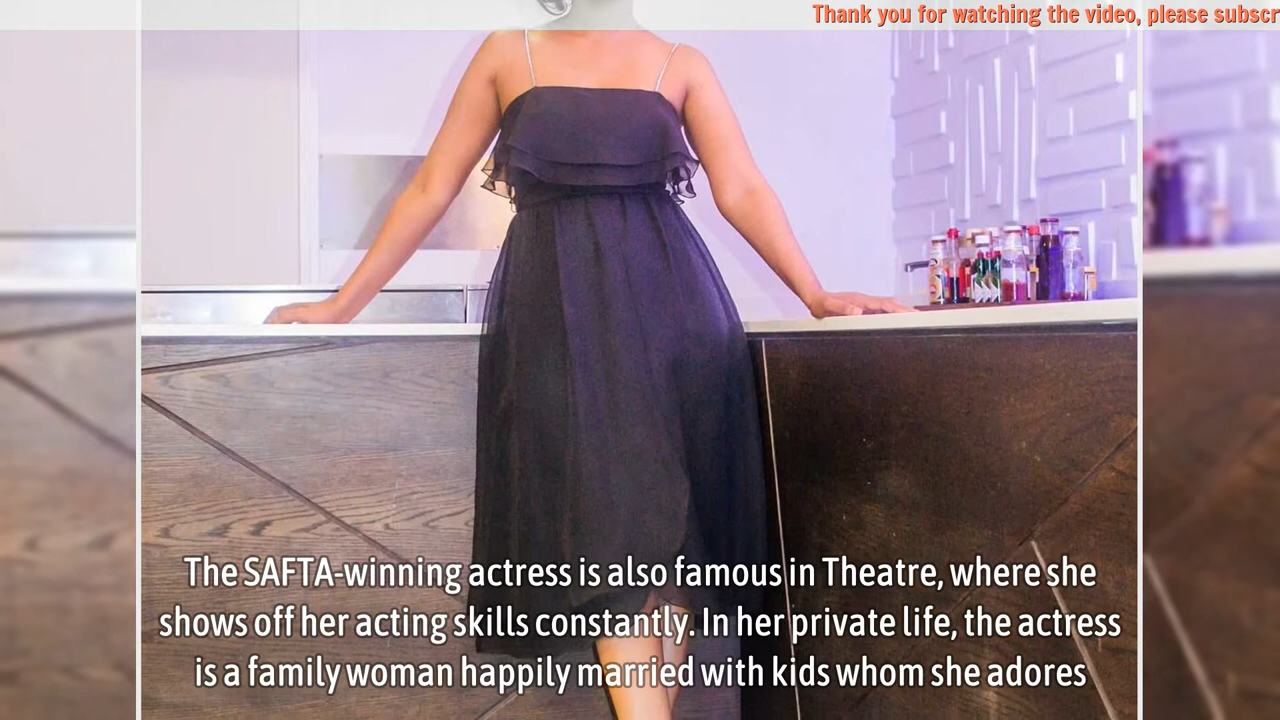 Thank you for watching the video, please subscr
The SAFTA-winning actress is also famous in Theatre, where she
shows off her acting skills constantly. In her private life, the actress
is a family woman happily married with kids whom she adores